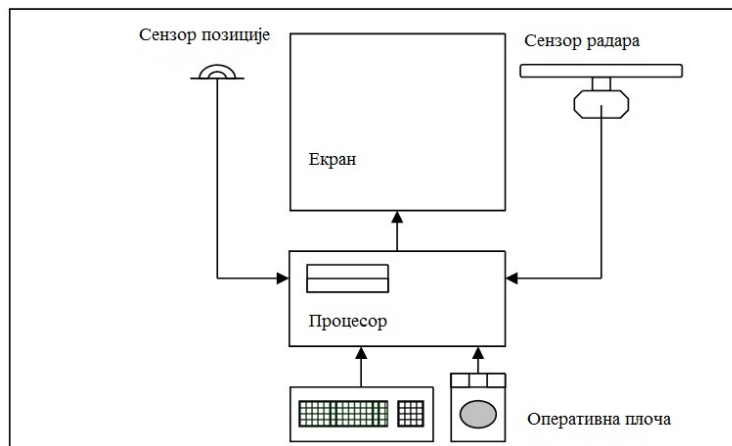 Сензор позиције
Сензор радара
Екран
Процесор
Оперативна плоча